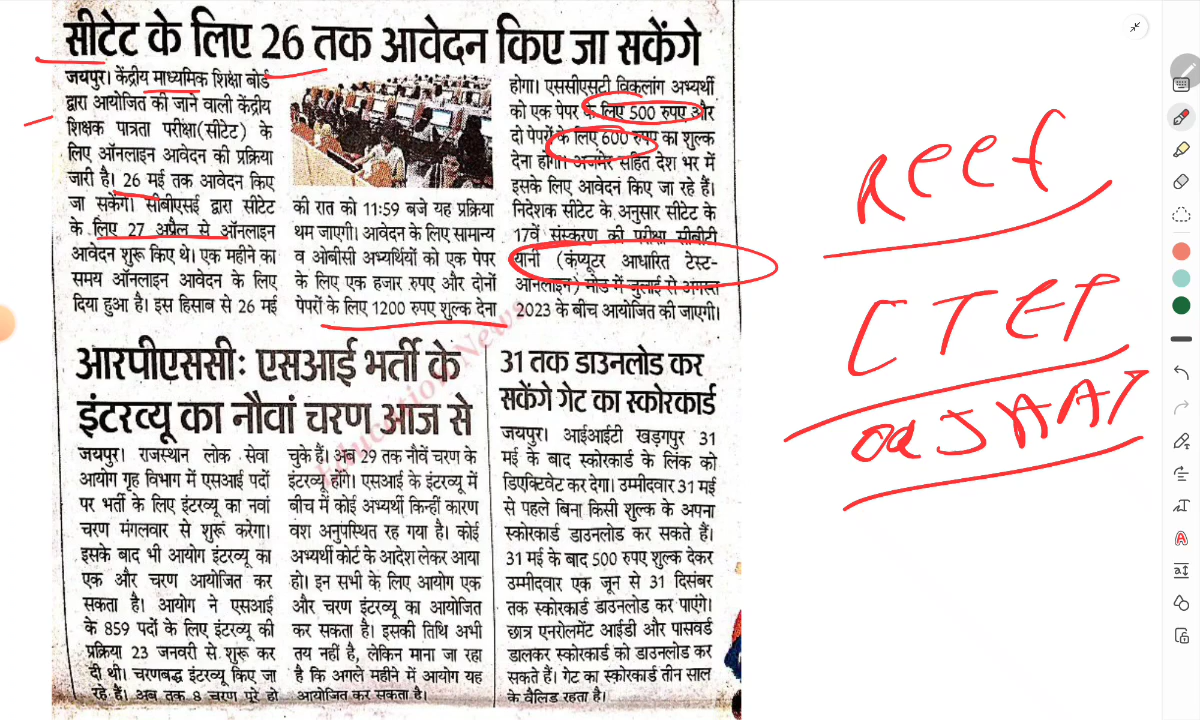 सीटेट के लिए 26 तक आवेदन किए जा सकेंगे
जयपुर। केंद्रीय माध्यमिक शिक्षा बोर्ड
द्वारा आयोजित की जाने वाली केंद्रीय
शिक्षक पात्रता परीक्षा(सीटेट) के
लिए ऑनलाइन आवेदन की प्रक्रिया
जारी है। 26 मई तक आवेदन किए
जा सकेंगे। सीबीएसई द्वारा सीटेट
के लिए 27 अप्रैल से ऑनलाइन
आवेदन शुरू किए थे। एक महीने का
समय ऑनलाइन आवेदन के लिए
दिया हुआ है। इस हिसाब से 26 मई
की रात को 11:59 बजे यह प्रक्रिया
थम जाएगी। आवेदन के लिए सामान्य
व ओबीसी अभ्यर्थियों को एक पेपर
के लिए एक हजार रुपए और दोनों
पेपरों के लिए 1200 रुपए शुल्क देना
होगा। एससीएसटी विकलांग अभ्यर्थी
को एक पेपर के लिए 500 रुपए और
दो पेपरों के लिए 600 रुपए का शुल्क
देना होगा। अजमेर सहित देश भर में
इसके लिए आवेदन किए जा रहे हैं।
निदेशक सीटेट के अनुसार सीटेट के
17वें संस्करण की परीक्षा सीबीटी
यानी (कंप्यूटर आधारित टेस्ट-
ऑनलाइन) मोड में जुलाई से अगस्त
2023 के बीच आयोजित की जाएगी।
आरपीएससी: एसआई भर्ती के
इंटरव्यू का नौवां चरण आज से
जयपुर। राजस्थान लोक सेवा
आयोग गृह विभाग में एसआई पदों
पर भर्ती के लिए इंटरव्यू का नवां
चरण मंगलवार से शुरू करेगा।
इसके बाद भी आयोग इंटरव्यू का
एक और चरण आयोजित कर
सकता है। आयोग ने एसआई
के 859 पदों के लिए इंटरव्यू की
प्रक्रिया 23 जनवरी से शुरू कर
दी थी। चरणबद्ध इंटरव्यू किए जा
रहे हैं। अब तक 8 चरण पूरे हो
चुके हैं। अब 29 तक नौवें चरण के
इंटरव्यू होंगे। एसआई के इंटरव्यू में
बीच में कोई अभ्यर्थी किन्हीं कारण
वश अनुपस्थित रह गया है। कोई
अभ्यर्थी कोर्ट के आदेश लेकर आया
हो। इन सभी के लिए आयोग एक
और चरण इंटरव्यू का आयोजित
कर सकता है। इसकी तिथि अभी
तय नहीं है, लेकिन माना जा रहा
है कि अगले महीने में आयोग यह
आयोजित कर सकता है।
31 तक डाउनलोड कर
सकेंगे गेट का स्कोरकार्ड
जयपुर। आईआईटी खड़गपुर 31
मई के बाद स्कोरकार्ड के लिंक को
डिएक्टिवेट कर देगा। उम्मीदवार 31 मई
से पहले बिना किसी शुल्क के अपना
स्कोरकार्ड डाउनलोड कर सकते हैं।
31 मई के बाद 500 रुपए शुल्क देकर
उम्मीदवार एक जून से 31 दिसंबर
तक स्कोरकार्ड डाउनलोड कर पाएंगे।
छात्र एनरोलमेंट आईडी और पासवर्ड
डालकर स्कोरकार्ड को डाउनलोड कर
सकते हैं। गेट का स्कोरकार्ड तीन साल
के वैलिड रहता है।
Education News
Reet
CTET